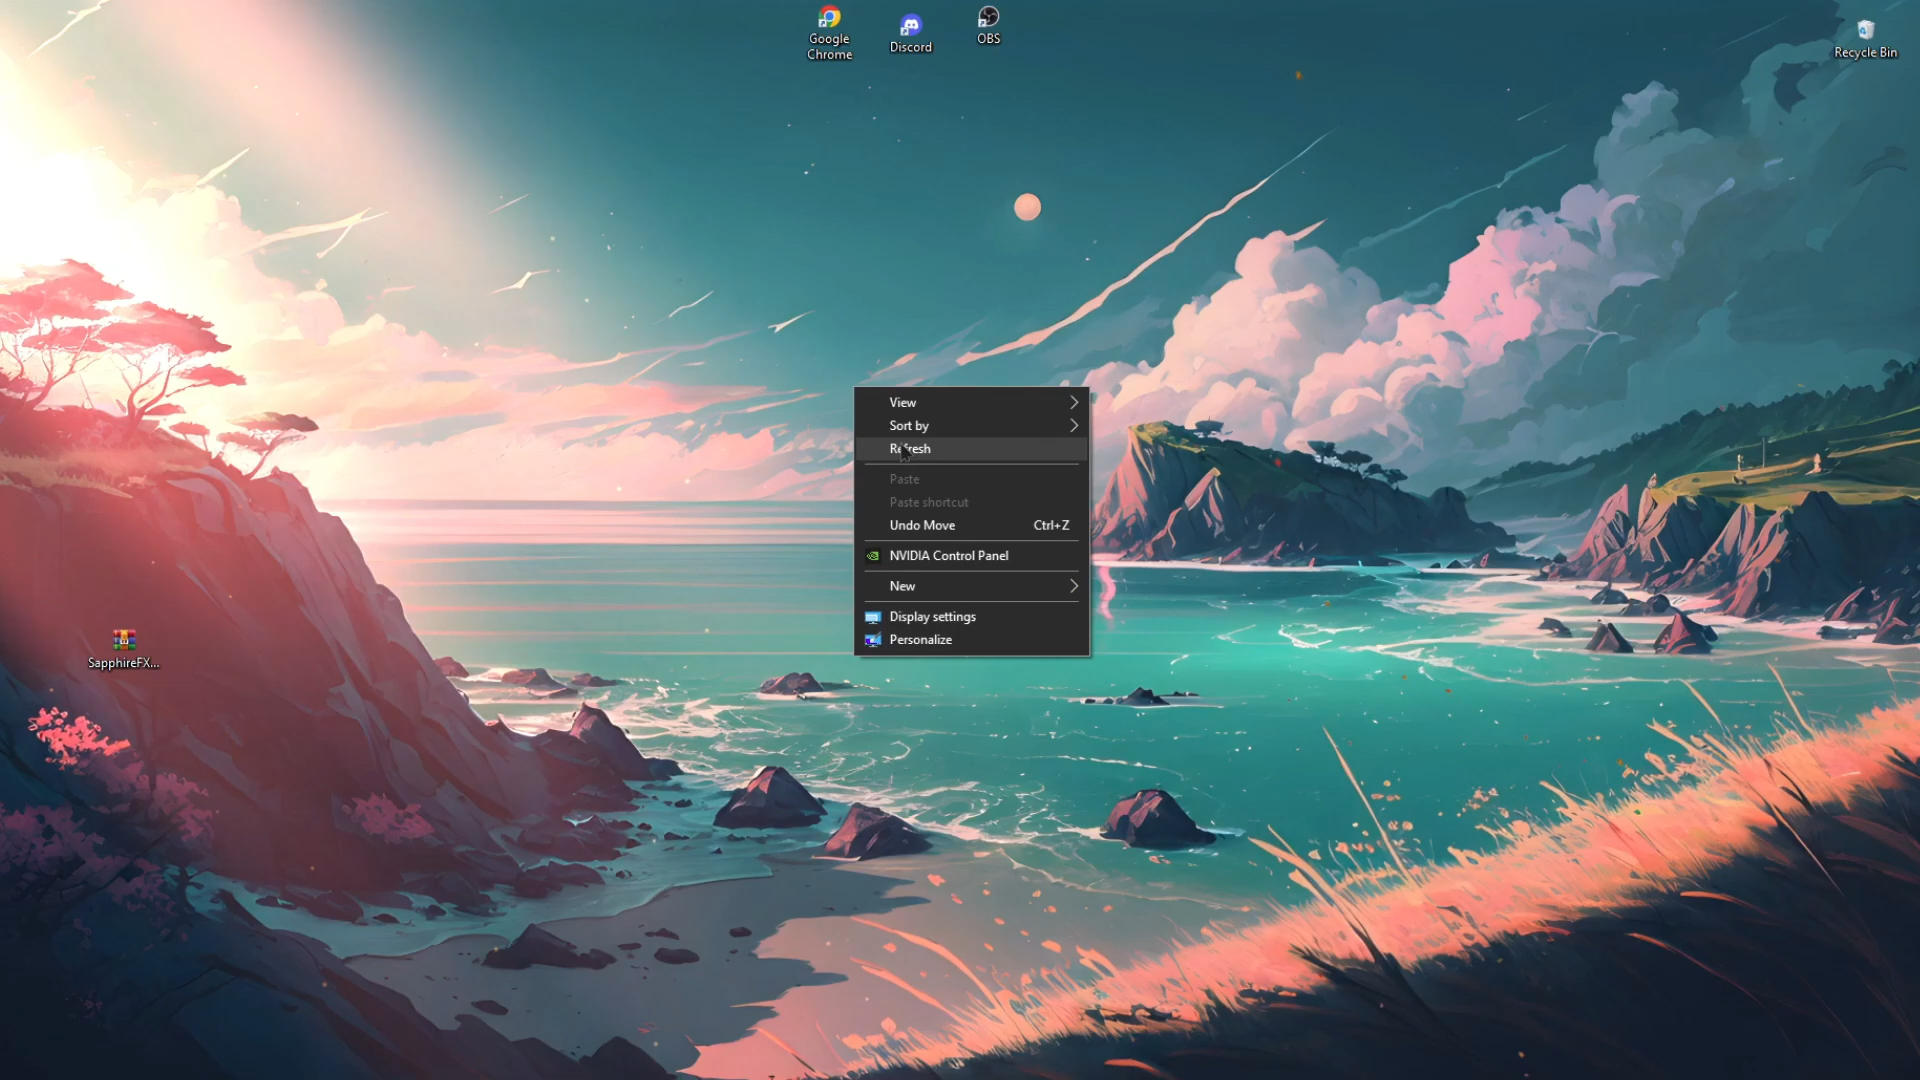 Google
Chrome
Discord
OBS
Recycle Bin
View
Sort by
Refresh
Paste
Paste shortcut
Undo Move Ctrl+Z
NVIDIA Control Panel
New
Display settings
Personalize
SapphireFX...